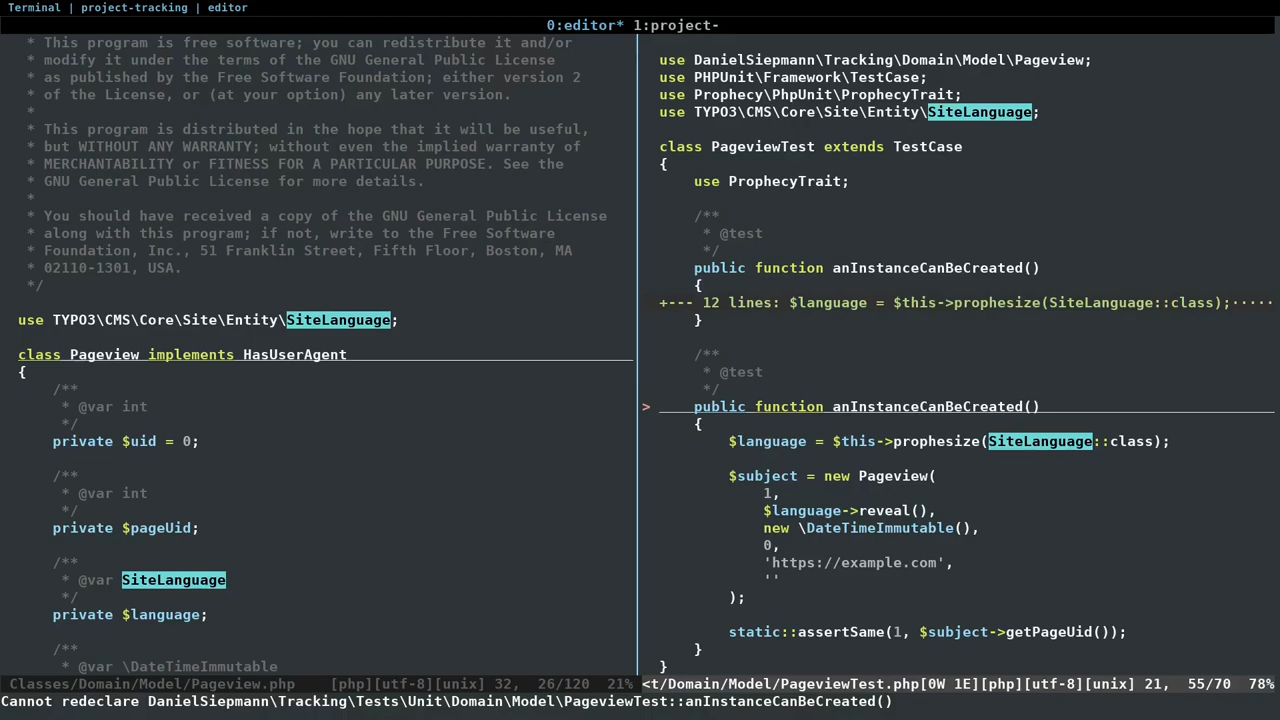 Terminal | project-tracking | editor
0:editor* 1:project-
* This program is free software; you can redistribute it and/or
* modify it under the terms of the GNU General Public License
* as published by the Free Software Foundation; either version 2
* of the License, or (at your option) any later version.
*
* This program is distributed in the hope that it will be useful,
* but WITHOUT ANY WARRANTY; without even the implied warranty of
* MERCHANTABILITY or FITNESS FOR A PARTICULAR PURPOSE. See the
* GNU General Public License for more details.
*
* You should have received a copy of the GNU General Public License
* along with this program; if not, write to the Free Software
* Foundation, Inc., 51 Franklin Street, Fifth Floor, Boston, MA
* 02110-1301, USA.
*/
use TYPO3\CMS\Core\Site\Entity\SiteLanguage;
class Pageview implements HasUserAgent
{
/**
* @var int
*/
private $uid = 0;
/**
* @var int
*/
private $pageUid;
/**
* @var SiteLanguage
*/
private $language;
/**
* @var \DateTimeImmutable
Classes/Domain/Model/Pageview.php [php][utf-8][unix] 32, 26/120 21%
use DanielSiepmann\Tracking\Domain\Model\Pageview;
use PHPUnit\Framework\TestCase;
use Prophecy\PhpUnit\ProphecyTrait;
use TYPO3\CMS\Core\Site\Entity\SiteLanguage;
class PageviewTest extends TestCase
{
use ProphecyTrait;
/**
* @test
*/
public function anInstanceCanBeCreated()
{
+--- 12 lines: $language = $this->prophesize(SiteLanguage::class);·····
}
/**
* @test
*/
> public function anInstanceCanBeCreated()
{
$language = $this->prophesize(SiteLanguage::class);
$subject = new Pageview(
1,
$language->reveal(),
new \DateTimeImmutable(),
0,
'https://example.com',
''
);
static::assertSame(1, $subject->getPageUid());
}
}
<t/Domain/Model/PageviewTest.php[0W 1E][php][utf-8][unix] 21, 55/70 78%
Cannot redeclare DanielSiepmann\Tracking\Tests\Unit\Domain\Model\PageviewTest::anInstanceCanBeCreated()